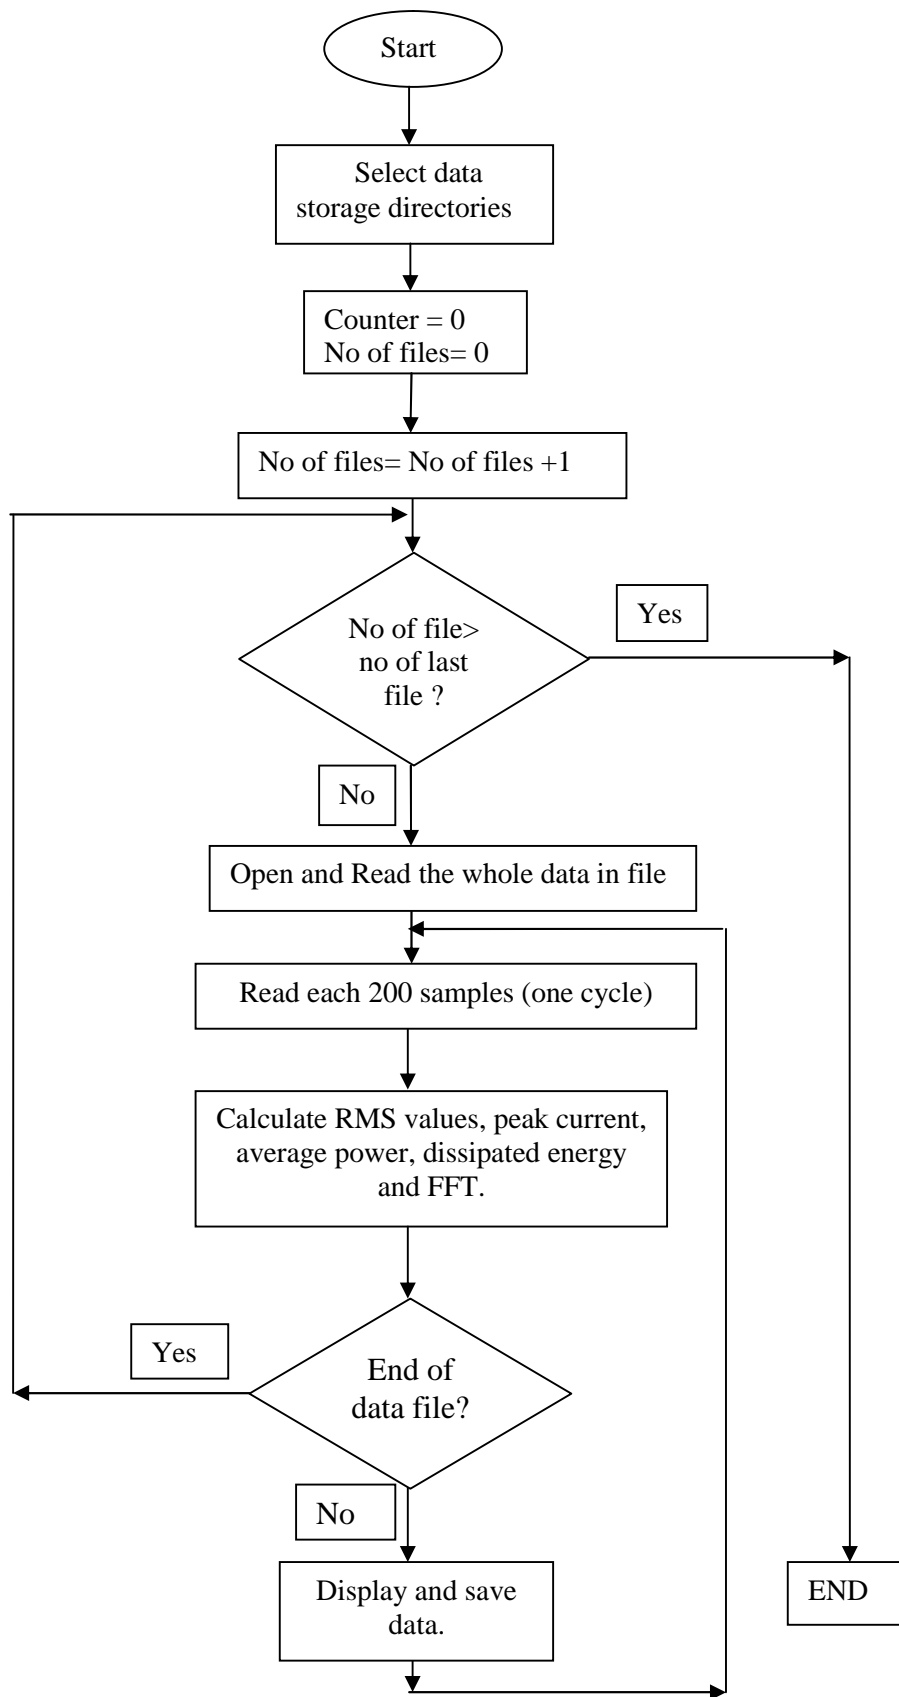 Start
Select data
storage directories
Counter = 0
No of files= 0
No of files= No of files +1
No of file>
no of last
file ?
Yes
No
Open and Read the whole data in file
Read each 200 samples (one cycle)
Calculate RMS values, peak current,
average power, dissipated energy
and FFT.
End of
data file?
Yes
No
Display and save
data.
END